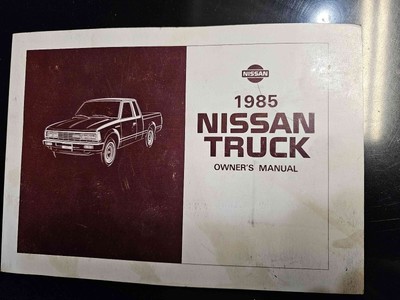 NISSAN
1985
NISSAN
TRUCK
OWNER'S MANUAL